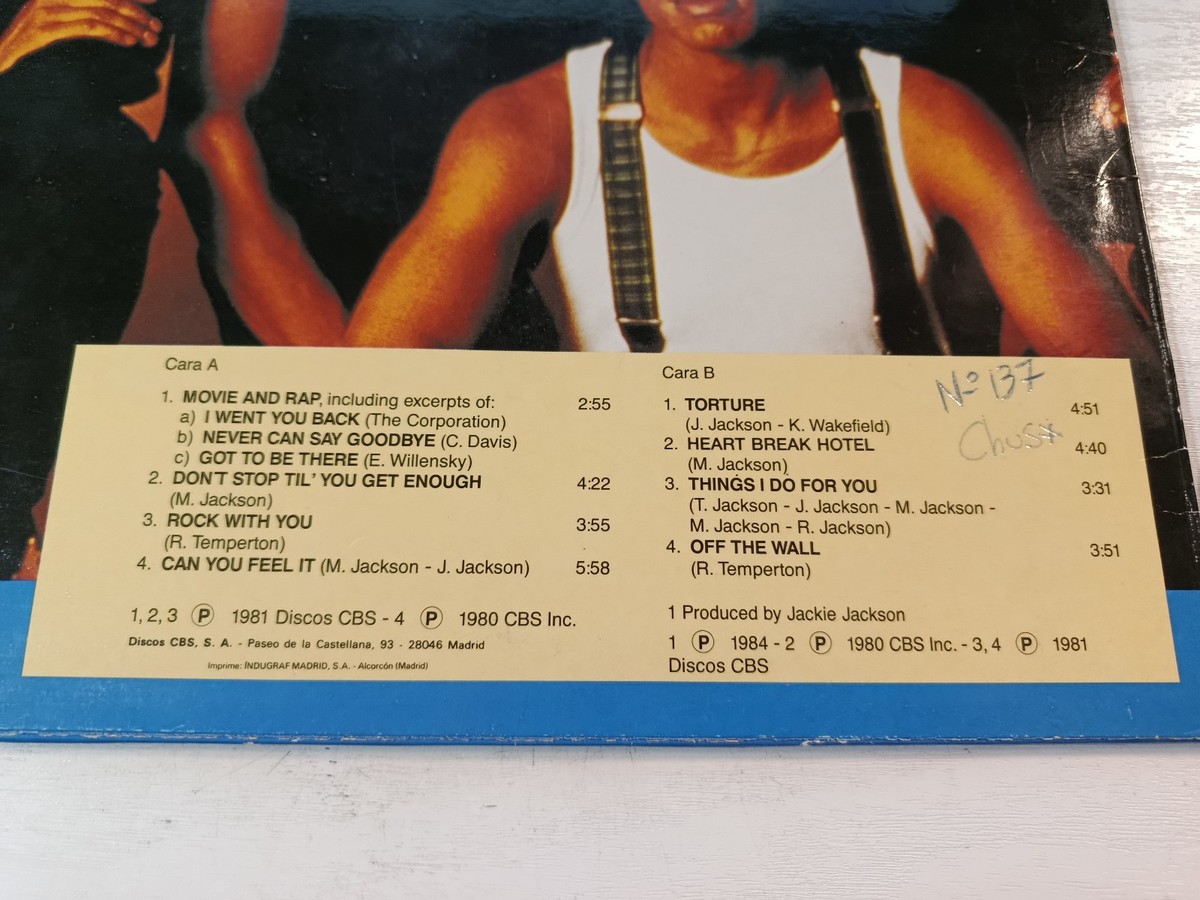 Cara A
1. MOVIE AND RAP, including excerpts of: 2:55
a) I WENT YOU BACK (The Corporation)
b) NEVER CAN SAY GOODBYE (C. Davis)
c) GOT TO BE THERE (E. Willensky)
2. DON'T STOP TIL' YOU GET ENOUGH 4:22
(M. Jackson)
3. ROCK WITH YOU 3:55
(R. Temperton)
4. CAN YOU FEEL IT (M. Jackson - J. Jackson) 5:58
1, 2, 3 Ⓟ 1981 Discos CBS - 4 Ⓟ 1980 CBS Inc.
Discos CBS, S. A. - Paseo de la Castellana, 93 - 28046 Madrid
Imprime: INDUGRAF MADRID, S.A. - Alcorcón (Madrid)
Cara B
Nº 137
1. TORTURE 4:51
(J. Jackson - K. Wakefield)
Chus
2. HEART BREAK HOTEL 4:40
(M. Jackson)
3. THINGS I DO FOR YOU 3:31
(T. Jackson - J. Jackson - M. Jackson -
M. Jackson - R. Jackson)
4. OFF THE WALL 3:51
(R. Temperton)
1 Produced by Jackie Jackson
1 Ⓟ 1984 - 2 Ⓟ 1980 CBS Inc. - 3, 4 Ⓟ 1981
Discos CBS